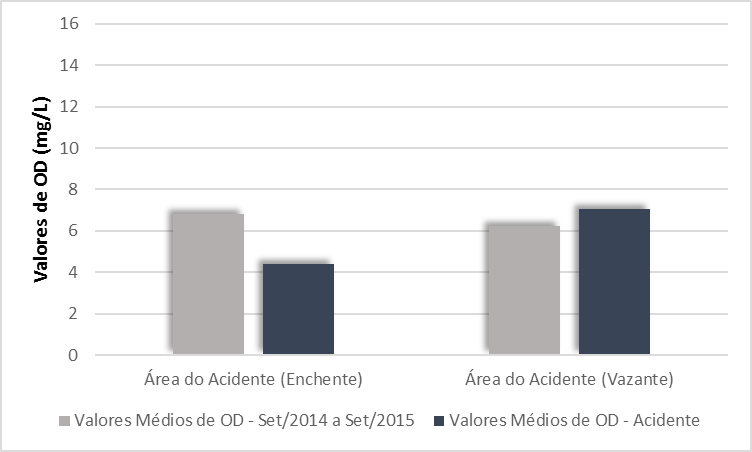 Valores de OD (mg/L)
16
14
12
10
8
6
4
2
0
Área do Acidente (Enchente)
Área do Acidente (Vazante)
Valores Médios de OD - Set/2014 a Set/2015
Valores Médios de OD - Acidente